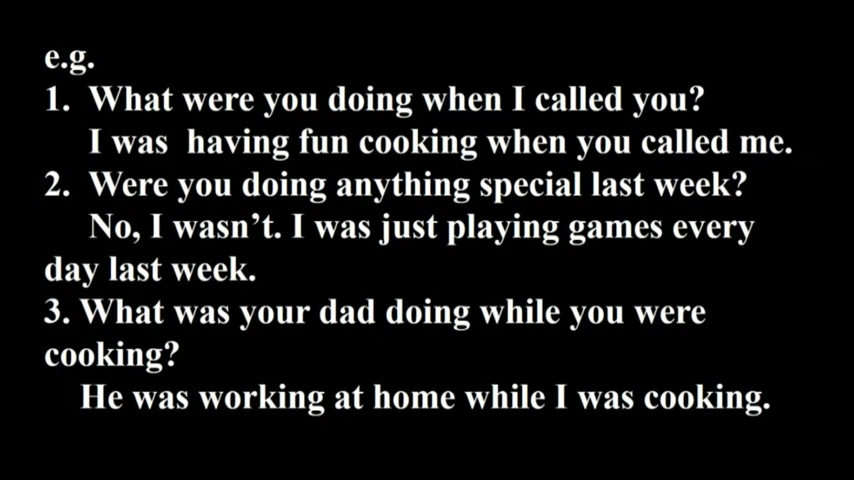 e.g.
1. What were you doing when I called you?
I was having fun cooking when you called me.
2. Were you doing anything special last week?
No, I wasn’t. I was just playing games every
day last week.
3. What was your dad doing while you were
cooking?
He was working at home while I was cooking.